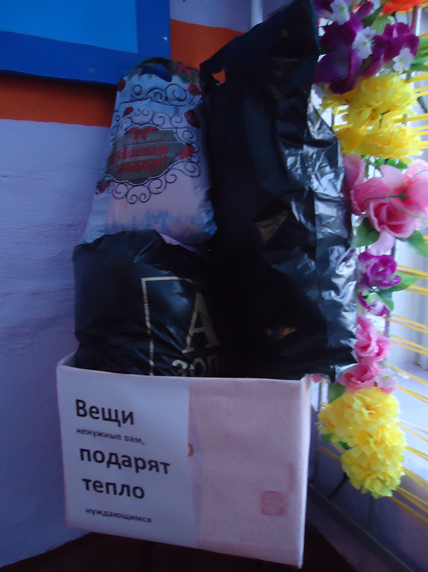 А
Вещи
ненужные вам,
подарят
тепло
нуждающимся